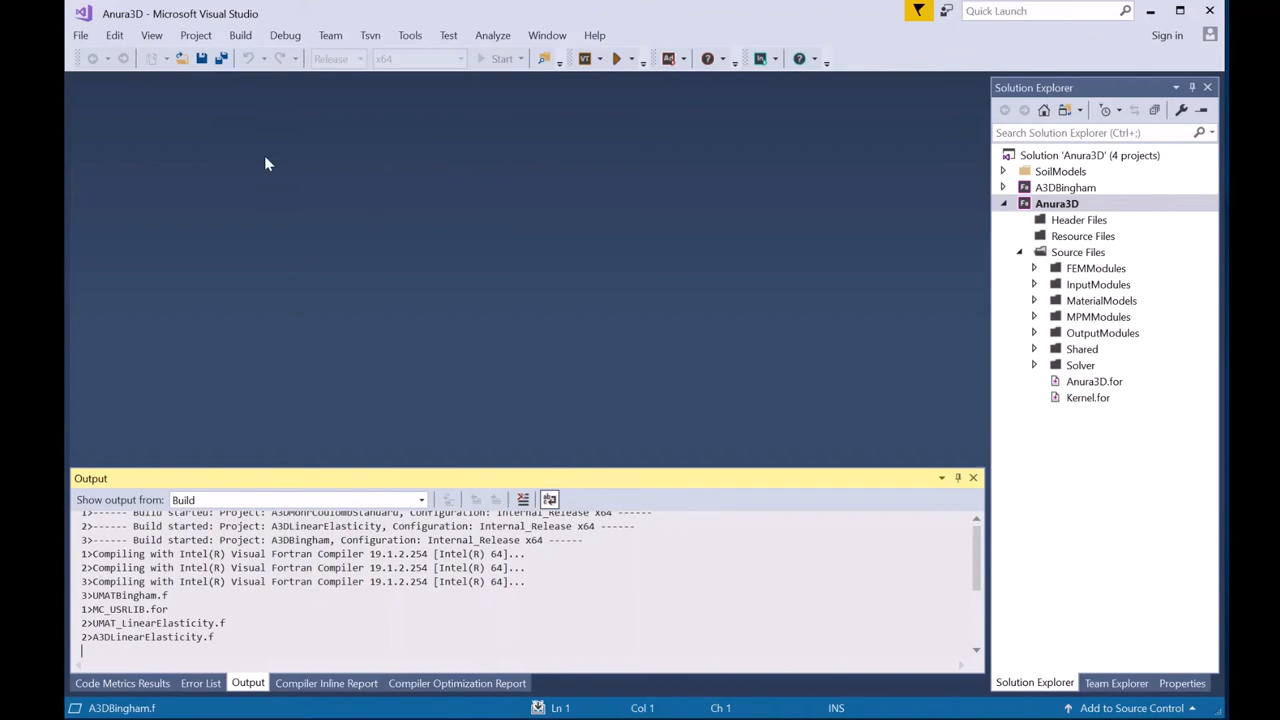 Anura3D - Microsoft Visual Studio
Quick Launch
File Edit View Project Build Debug Team Tsvn Tools Test Analyze Window Help
Sign in
Release x64 Start
Solution Explorer
Search Solution Explorer (Ctrl+;)
Solution 'Anura3D' (4 projects)
SoilModels
A3DBingham
Anura3D
Header Files
Resource Files
Source Files
FEMModules
InputModules
MaterialModels
MPMModules
OutputModules
Shared
Solver
Anura3D.for
Kernel.for
Output
Show output from: Build
1>------ Build started: Project: A3DMohrCoulombStandard, Configuration: Internal_Release x64 ------
2>------ Build started: Project: A3DLinearElasticity, Configuration: Internal_Release x64 ------
3>------ Build started: Project: A3DBingham, Configuration: Internal_Release x64 ------
1>Compiling with Intel(R) Visual Fortran Compiler 19.1.2.254 [Intel(R) 64]...
2>Compiling with Intel(R) Visual Fortran Compiler 19.1.2.254 [Intel(R) 64]...
3>Compiling with Intel(R) Visual Fortran Compiler 19.1.2.254 [Intel(R) 64]...
3>UMATBingham.f
1>MC_USRLIB.for
2>UMAT_LinearElasticity.f
2>A3DLinearElasticity.f
Code Metrics Results Error List Output Compiler Inline Report Compiler Optimization Report
Solution Explorer Team Explorer Properties
A3DBingham.f Ln 1 Col 1 Ch 1 INS Add to Source Control